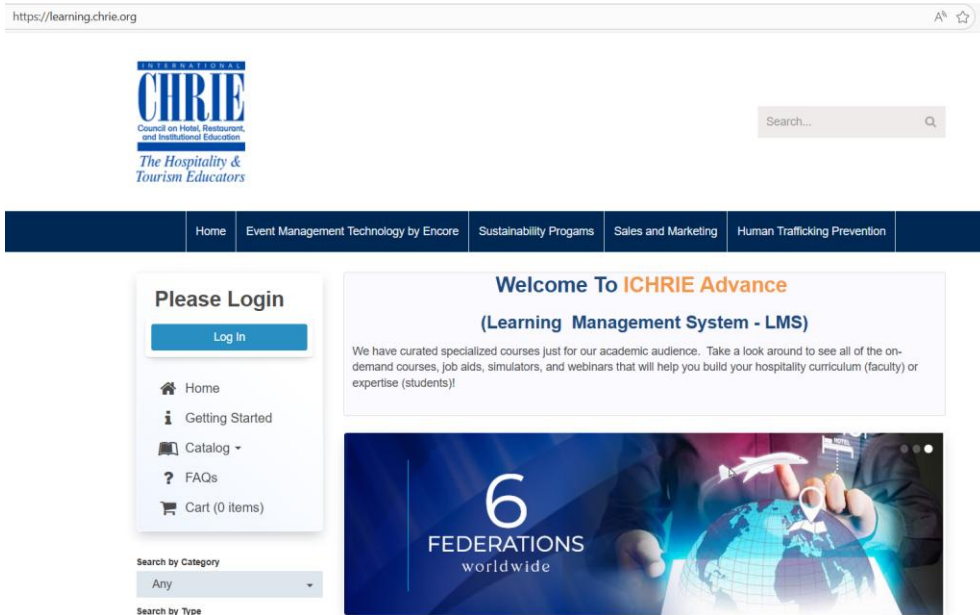 https://learning.chrie.org
INTERNATIONAL
CHRIE
Council on Hotel, Restaurant,
and Institutional Education
The Hospitality &
Tourism Educators
Search...
Home
Event Management Technology by Encore
Sustainability Progams
Sales and Marketing
Human Trafficking Prevention
Please Login
Log In
Home
Getting Started
Catalog
FAQs
Cart (0 items)
Search by Category
Any
Search by Type
Welcome To ICHRIE Advance
(Learning Management System - LMS)
We have curated specialized courses just for our academic audience. Take a look around to see all of the on-
demand courses, job aids, simulators, and webinars that will help you build your hospitality curriculum (faculty) or
expertise (students)!
6
FEDERATIONS
worldwide
HOTEL